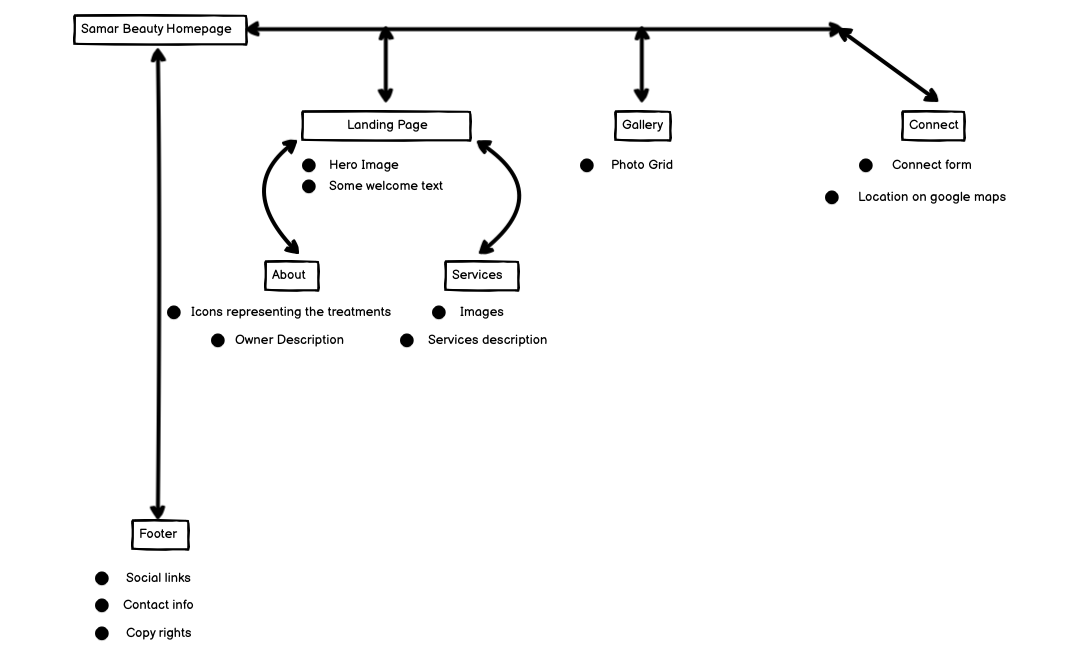 Samar Beauty Homepage
Landing Page
Gallery
Connect
Hero Image
Photo Grid
Connect form
Some welcome text
Location on google maps
About
Services
Icons representing the treatments
Images
Owner Description
Services description
Footer
Social links
Contact info
Copy rights